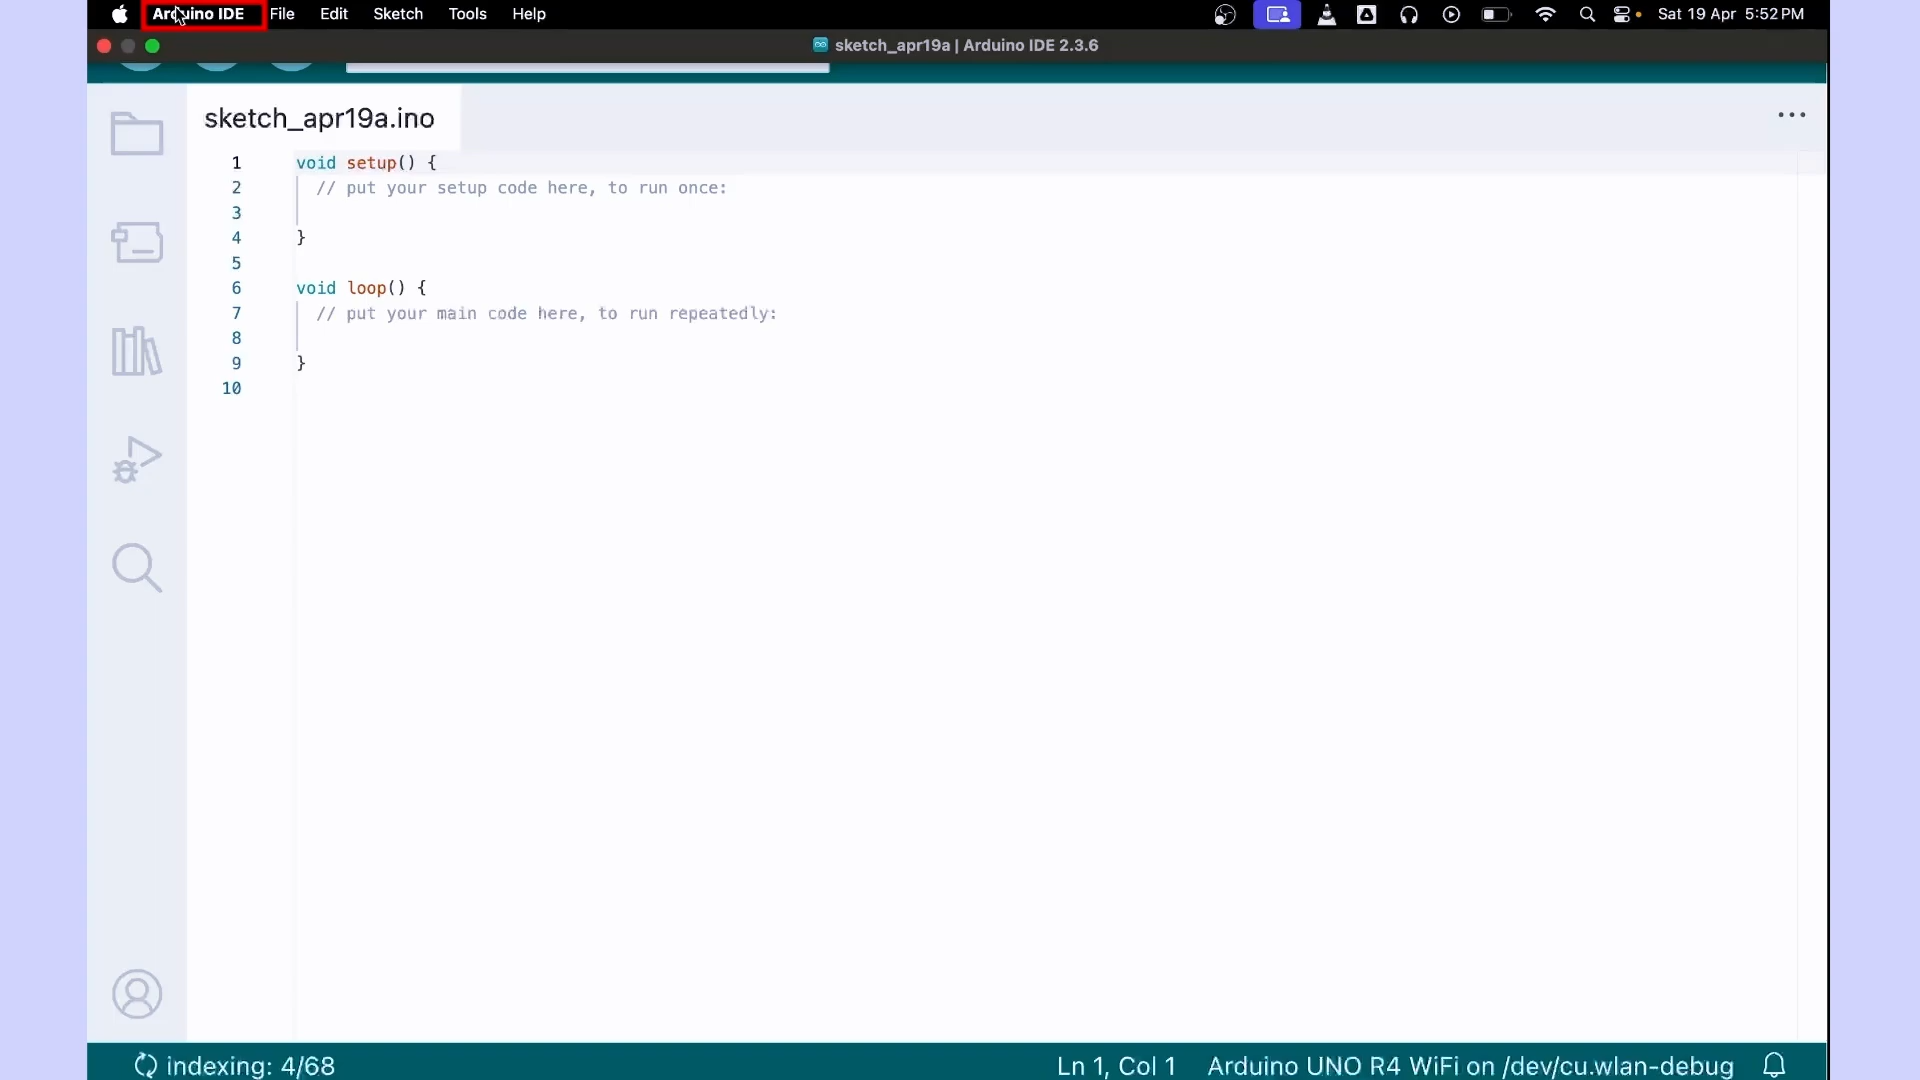 Arduino IDE File Edit Sketch Tools Help Sat 19 Apr 5:52 PM
sketch_apr19a | Arduino IDE 2.3.6
sketch_apr19a.ino
1 void setup() {
2 // put your setup code here, to run once:
3
4 }
5
6 void loop() {
7 // put your main code here, to run repeatedly:
8
9 }
10
indexing: 4/68 Ln 1, Col 1 Arduino UNO R4 WiFi on /dev/cu.wlan-debug